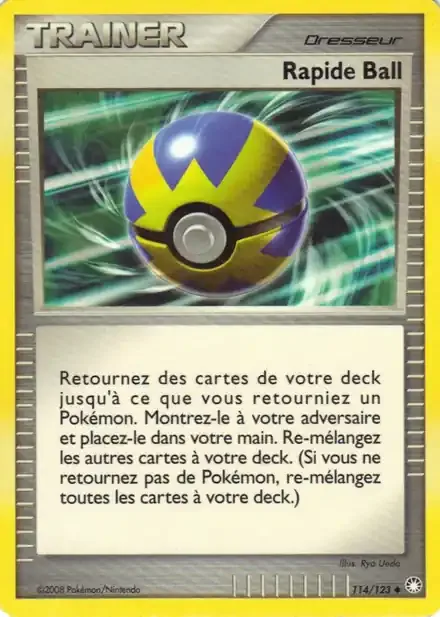 TRAINER
Dresseur
Rapide Ball
Retournez des cartes de votre deck
jusqu'à ce que vous retourniez un
Pokémon. Montrez-le à votre adversaire
et placez-le dans votre main. Re-mélangez
les autres cartes à votre deck. (Si vous ne
retournez pas de Pokémon, re-mélangez
toutes les cartes à votre deck.)
Illus. Ryo Ueda
©2008 Pokémon/Nintendo
114/123